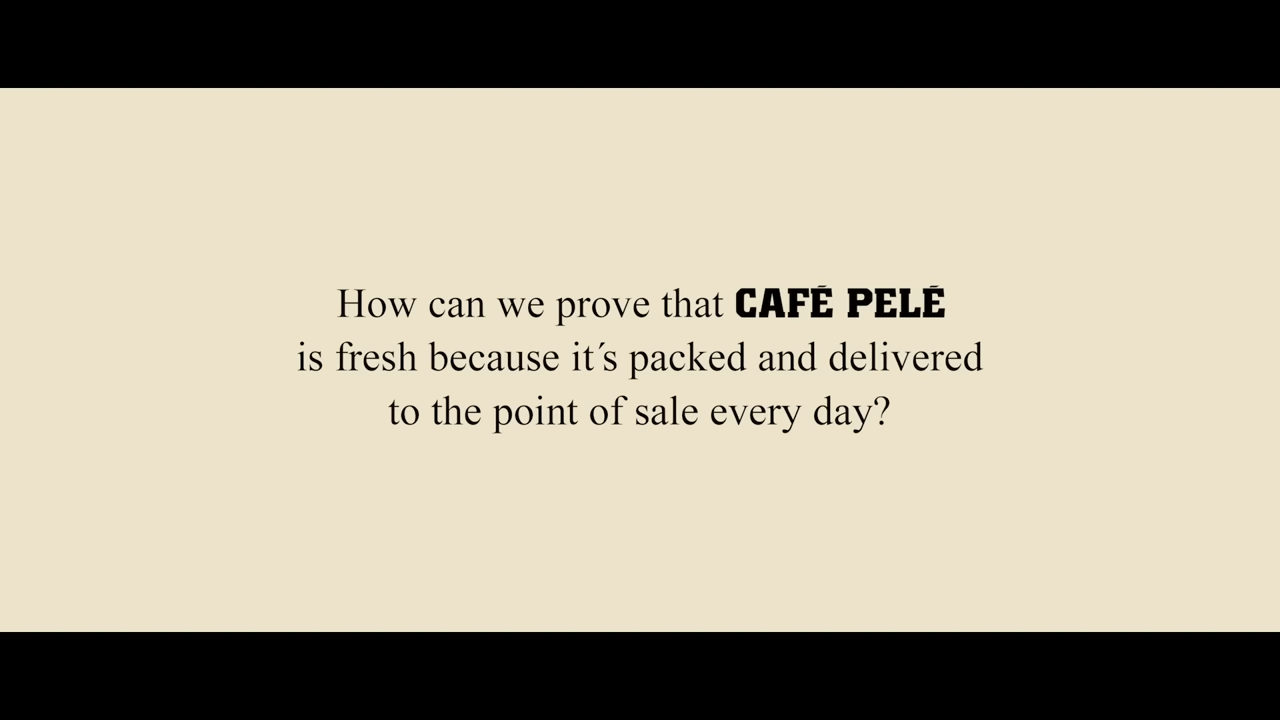 How can we prove that CAFÉ PELÉ
is fresh because it´s packed and delivered
to the point of sale every day?